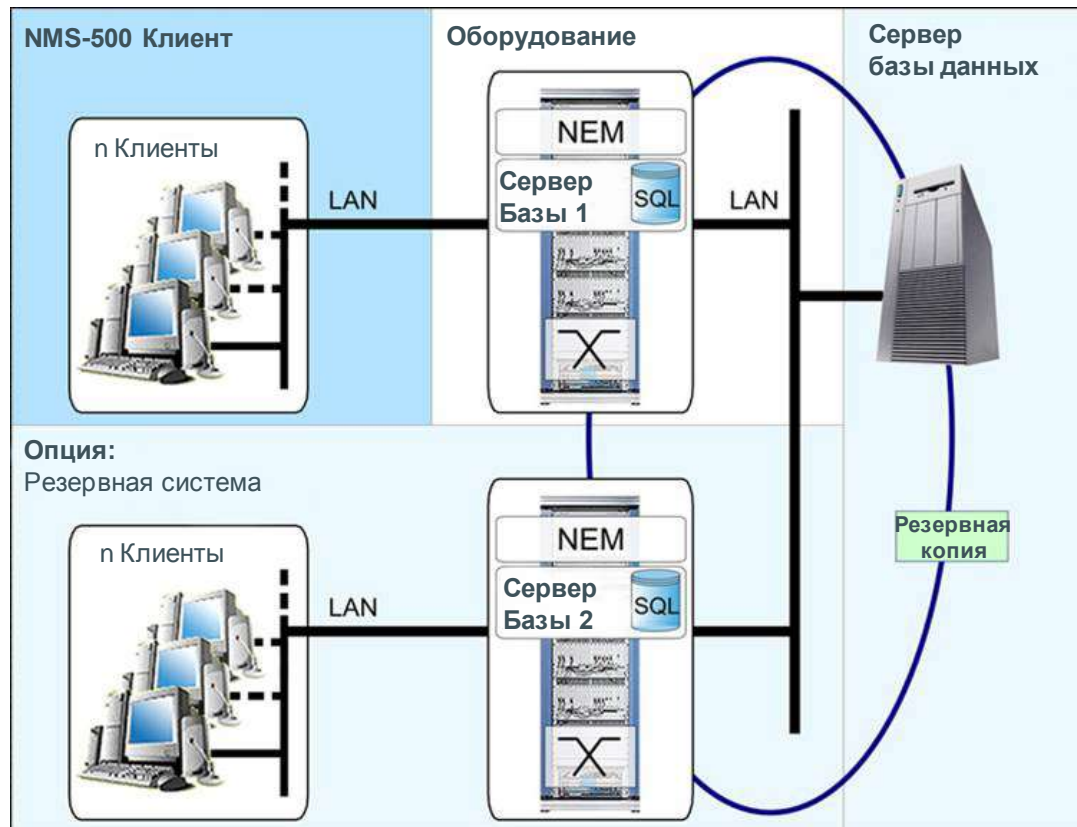 NMS-500 Клиент
Оборудование
Сервер
базы данных
n Клиенты
LAN
NEM
Сервер
Базы 1
SQL
LAN
Опция:
Резервная система
n Клиенты
LAN
NEM
Сервер
Базы 2
SQL
Резервная
копия